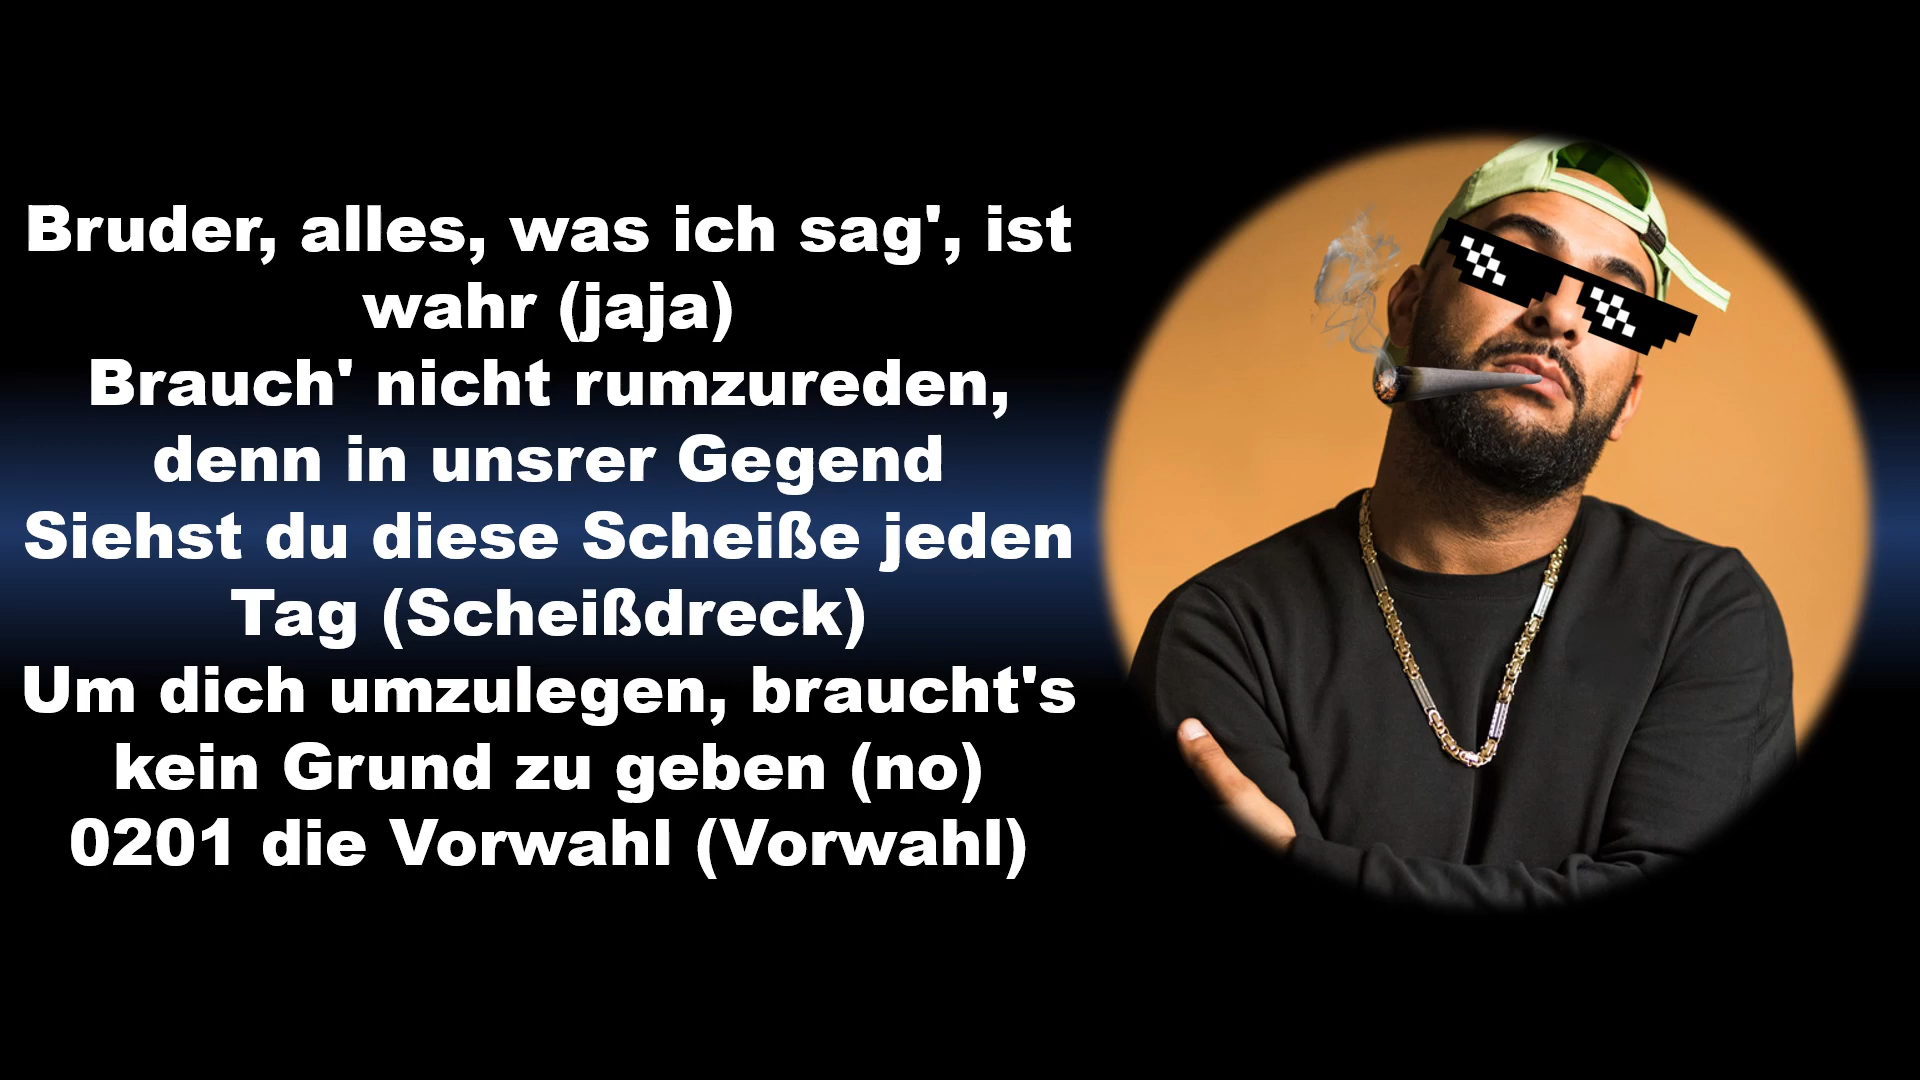 Bruder, alles, was ich sag', ist
wahr (jaja)
Brauch' nicht rumzureden,
denn in unsrer Gegend
Siehst du diese Scheiße jeden
Tag (Scheißdreck)
Um dich umzulegen, braucht's
kein Grund zu geben (no)
0201 die Vorwahl (Vorwahl)